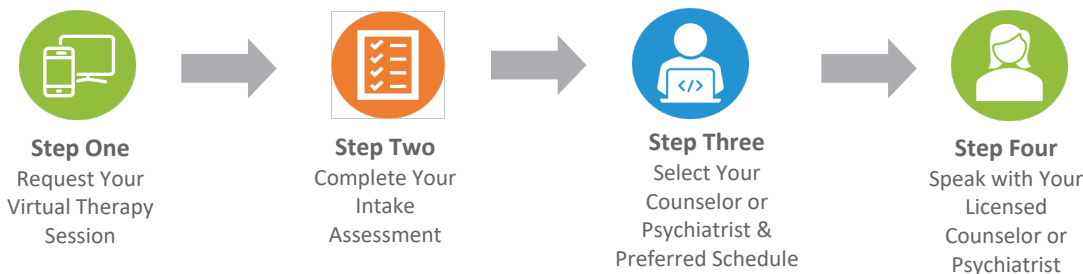 Step One
Request Your
Virtual Therapy
Session
Step Two
Complete Your
Intake
Assessment
</>
Step Three
Select Your
Counselor or
Psychiatrist &
Preferred Schedule
Step Four
Speak with Your
Licensed
Counselor or
Psychiatrist